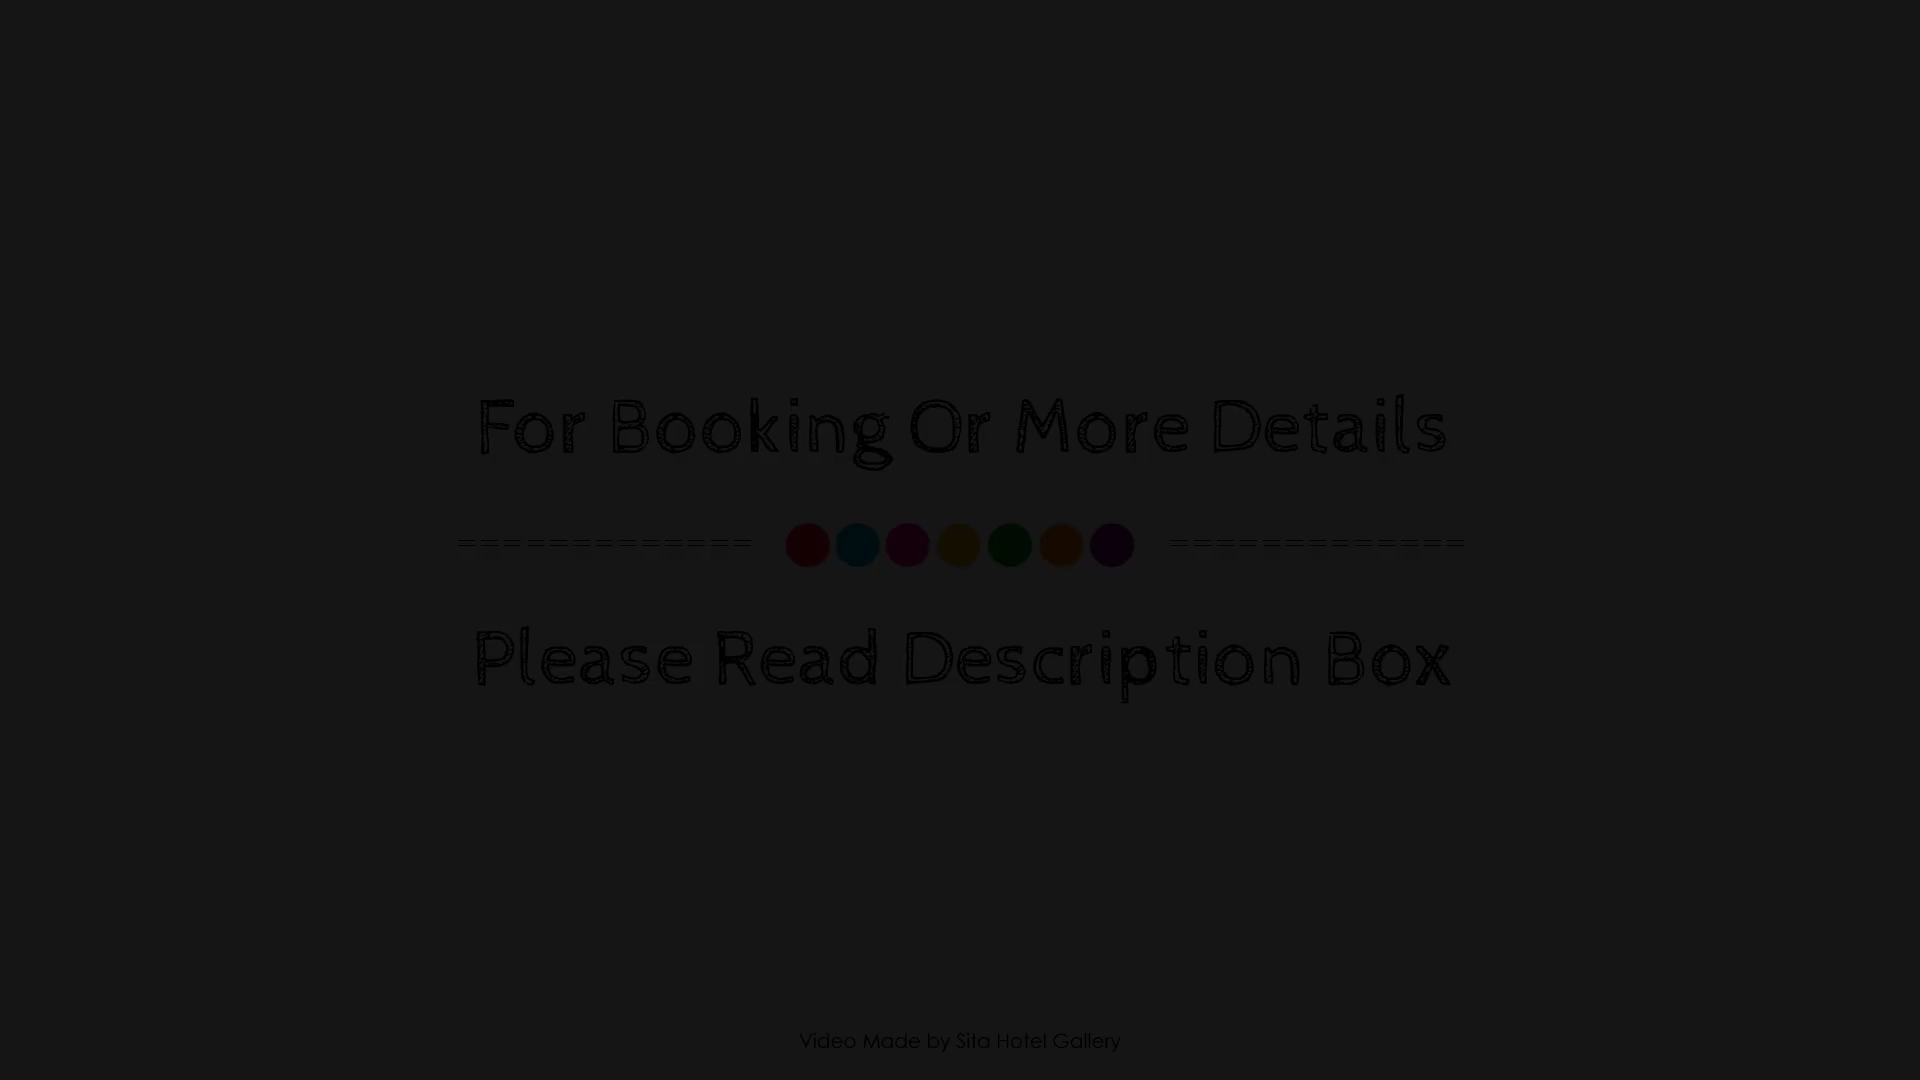 For Booking Or More Details
============= =============
Please Read Description Box
Video Made by Sita Hotel Gallery